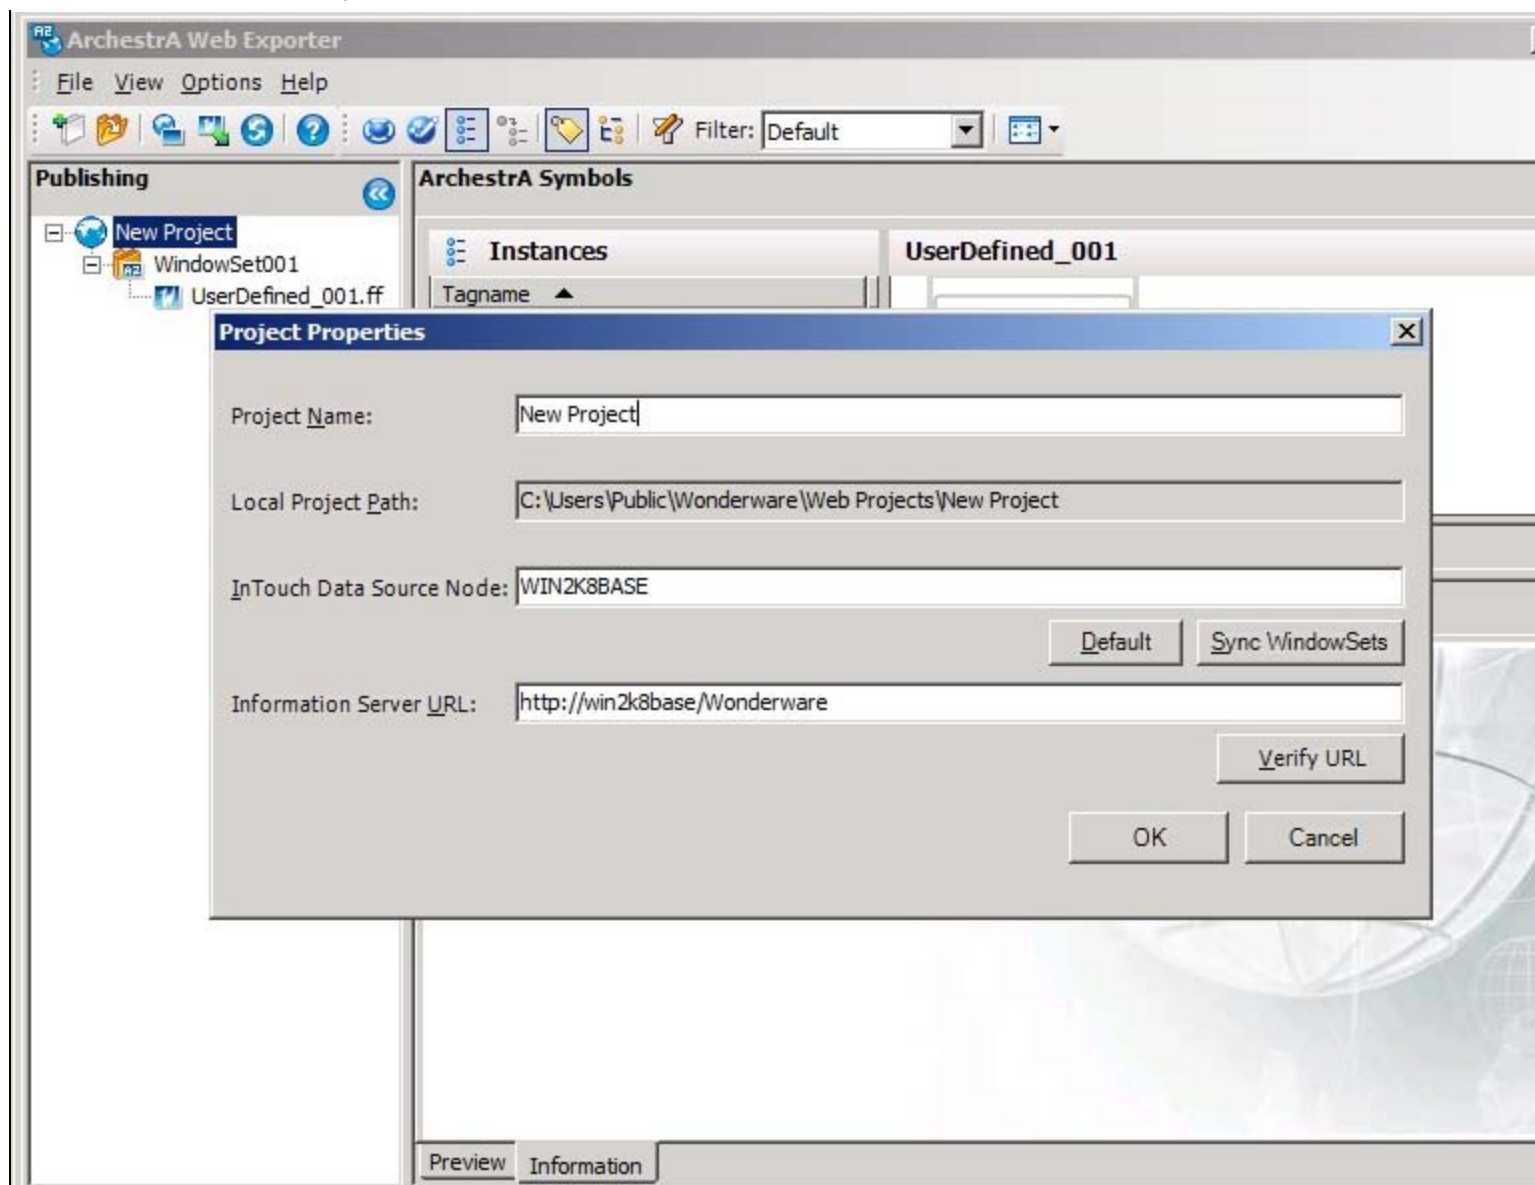 ArchestrA Web Exporter
File View Options Help
Filter: Default
Publishing
ArchestrA Symbols
New Project
WindowSet001
UserDefined_001.ff
Instances
UserDefined_001
Tagname
Project Properties
Project Name: New Project
Local Project Path: C:\Users\Public\Wonderware\Web Projects\New Project
InTouch Data Source Node: WIN2K8BASE
Default Sync WindowSets
Information Server URL: http://win2k8base/Wonderware
Verify URL
OK Cancel
Preview Information